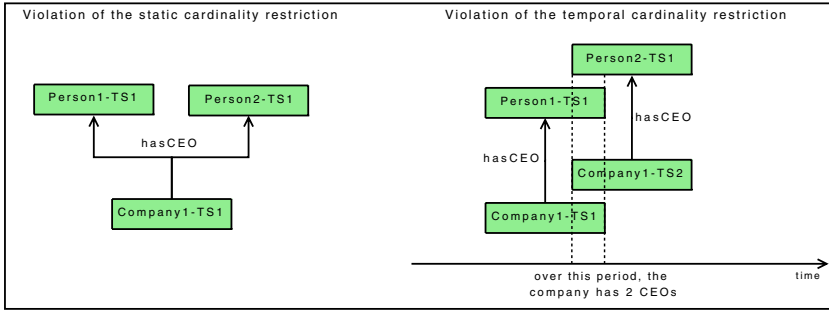 Violation of the static cardinality restriction
Person1-TS1
Person2-TS1
hasCEO
Company1-TS1
Violation of the temporal cardinality restriction
Person2-TS1
Person1-TS1
hasCEO
hasCEO
Company1-TS2
Company1-TS1
time
over this period, the
company has 2 CEOs